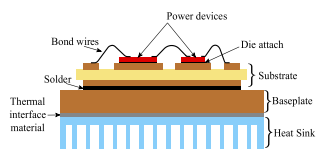 Power devices
Bond wires
Die attach
Substrate
Solder
Baseplate
Thermal
interface
material
Heat Sink